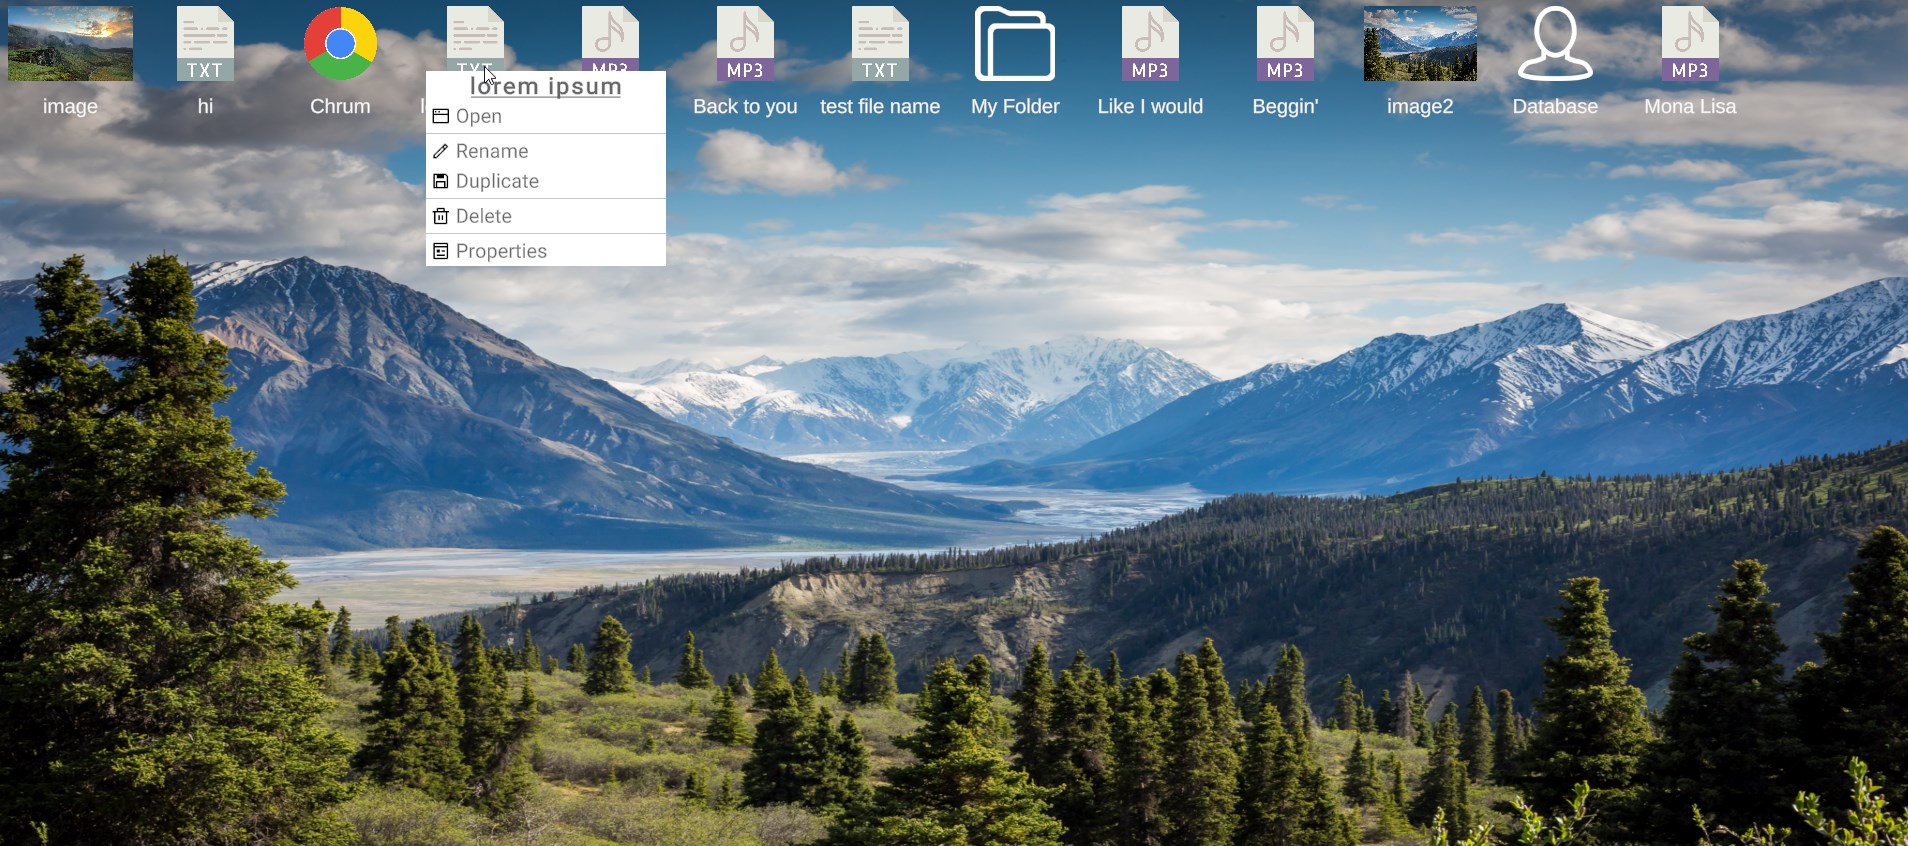 TXT
TXT
MP3
MP3
TXT
MP3
MP3
MP3
image
hi
Chrum
Back to you
test file name
My Folder
Like I would
Beggin'
image2
Database
Mona Lisa
lorem ipsum
Open
Rename
Duplicate
Delete
Properties